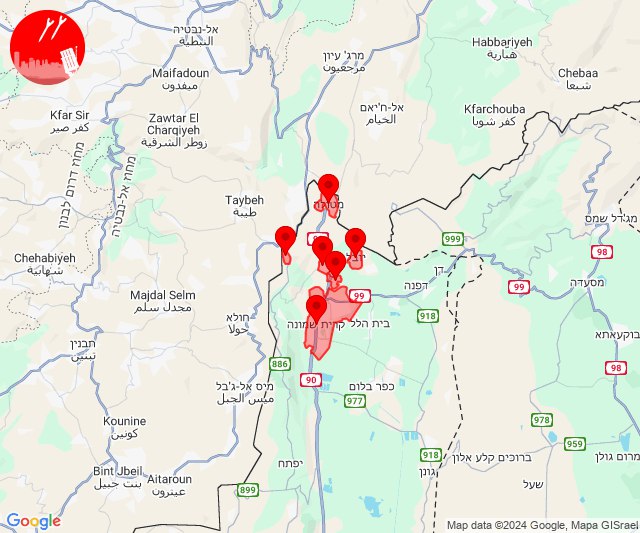 אל-נבטיה
النبطية
Habbariyeh
هبارية
מרג' עיון
مرجعيون
Maifadoun
ميفدون
Chebaa
شبعا
אל-ח'יאם
الخيام
Kfarchouba
كفر شوبا
Kfar Sir
كفر صير
Zawtar El
Charqiyeh
زوطر الشرقية
מחוז דרום לבנון
מחוז אל-נבטיה
Taybeh
طيبة
מטולה
מג'דל שמס
999
98
Chehabiyeh
شهابية
דן
99
מסעדה
דפנה
99
Majdal Selm
مجدل سلم
חולא
حولا
918
בית הלל
קרית שמונה
בוקעאתא
תבנין
تبنين
886
98
מיס אל-ג'בל
ميس الجبل
90
כפר בלום
977
Kounine
كونين
978
959
918
ברוכים קלע אלון
מרום גולן
גונן
יפתח
Bint Jbeil
بنت جبيل
Aitaroun
عيترون
899
שעל
Google
Map data ©2024 Google, Mapa GISrael